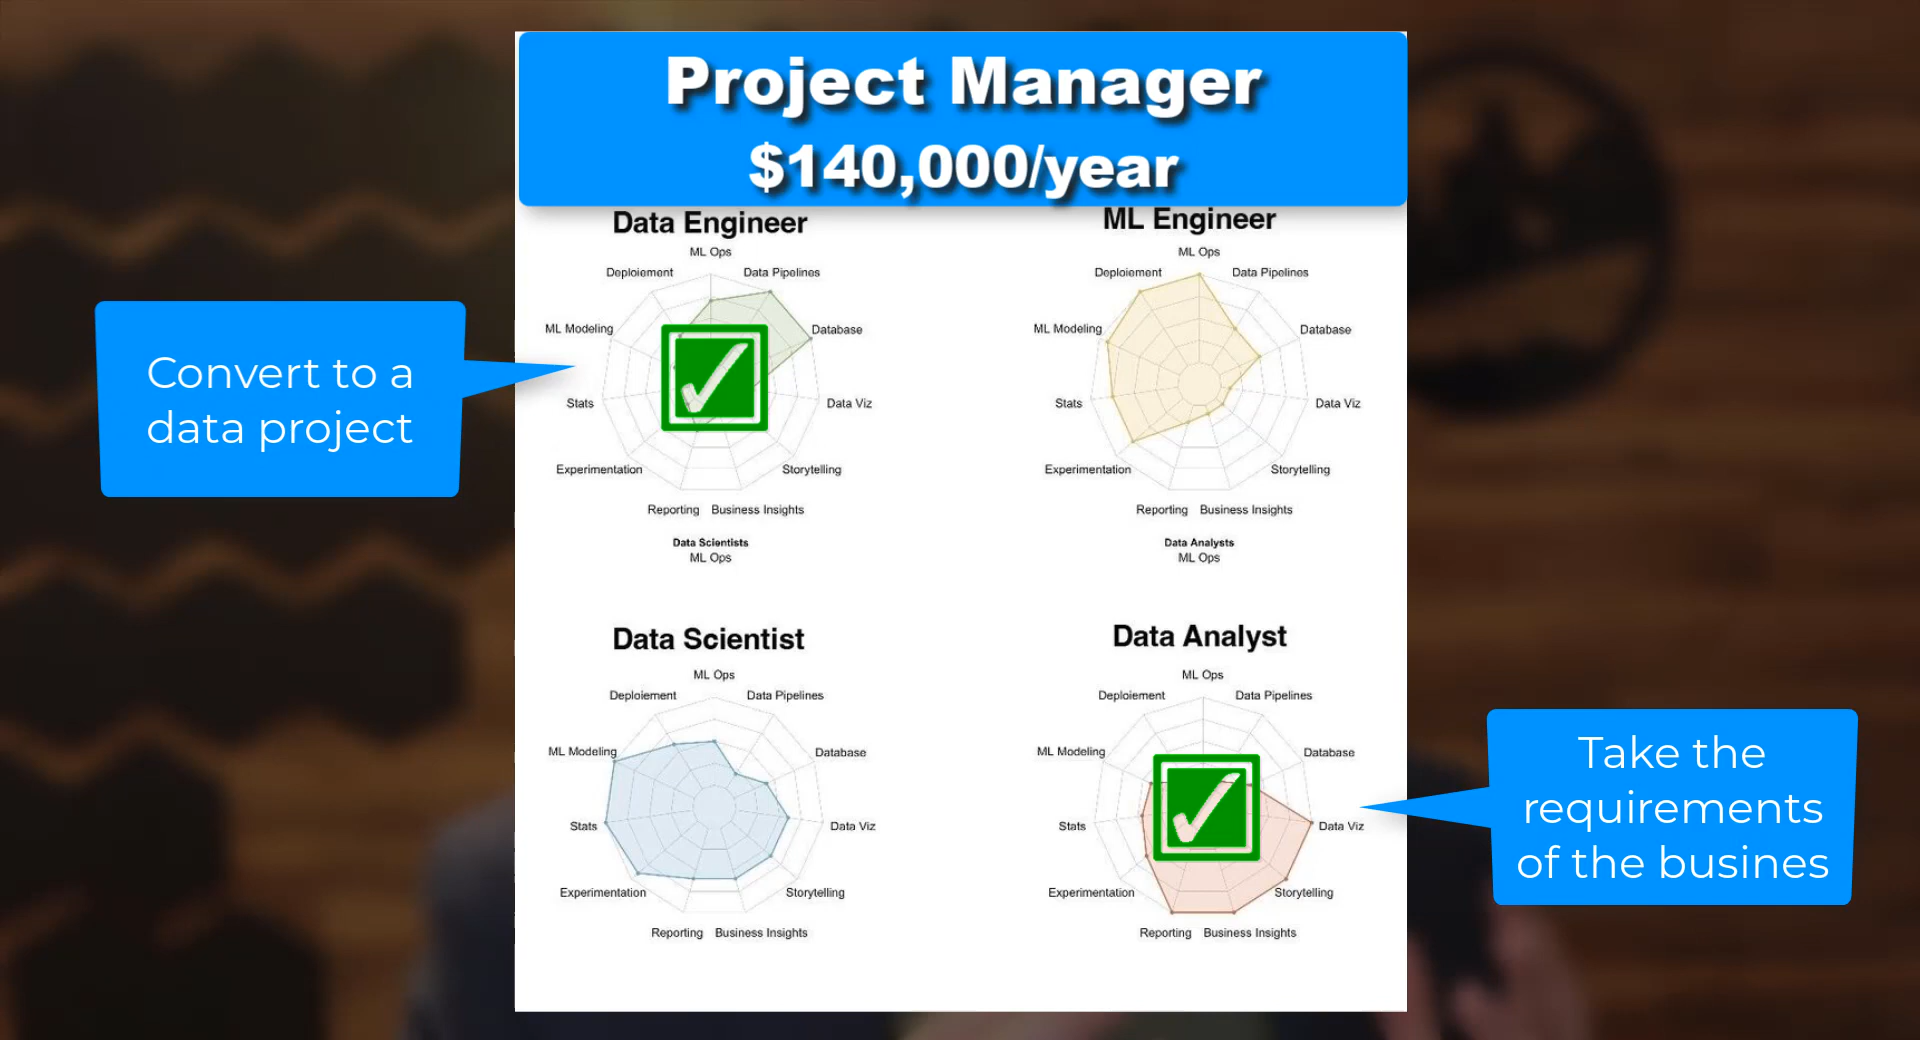 Project Manager
$140,000/year
Convert to a
data project
Data Engineer
ML Ops
Deploiement
Data Pipelines
ML Modeling
Database
Stats
Data Viz
Experimentation
Storytelling
Reporting
Business Insights
Data Scientists
ML Ops
ML Engineer
ML Ops
Deploiement
Data Pipelines
ML Modeling
Database
Stats
Data Viz
Experimentation
Storytelling
Reporting
Business Insights
Data Analysts
ML Ops
Data Scientist
ML Ops
Deploiement
Data Pipelines
ML Modeling
Database
Stats
Data Viz
Experimentation
Storytelling
Reporting
Business Insights
Data Analyst
ML Ops
Deploiement
Data Pipelines
ML Modeling
Database
Stats
Data Viz
Experimentation
Storytelling
Reporting
Business Insights
Take the
requirements
of the busines